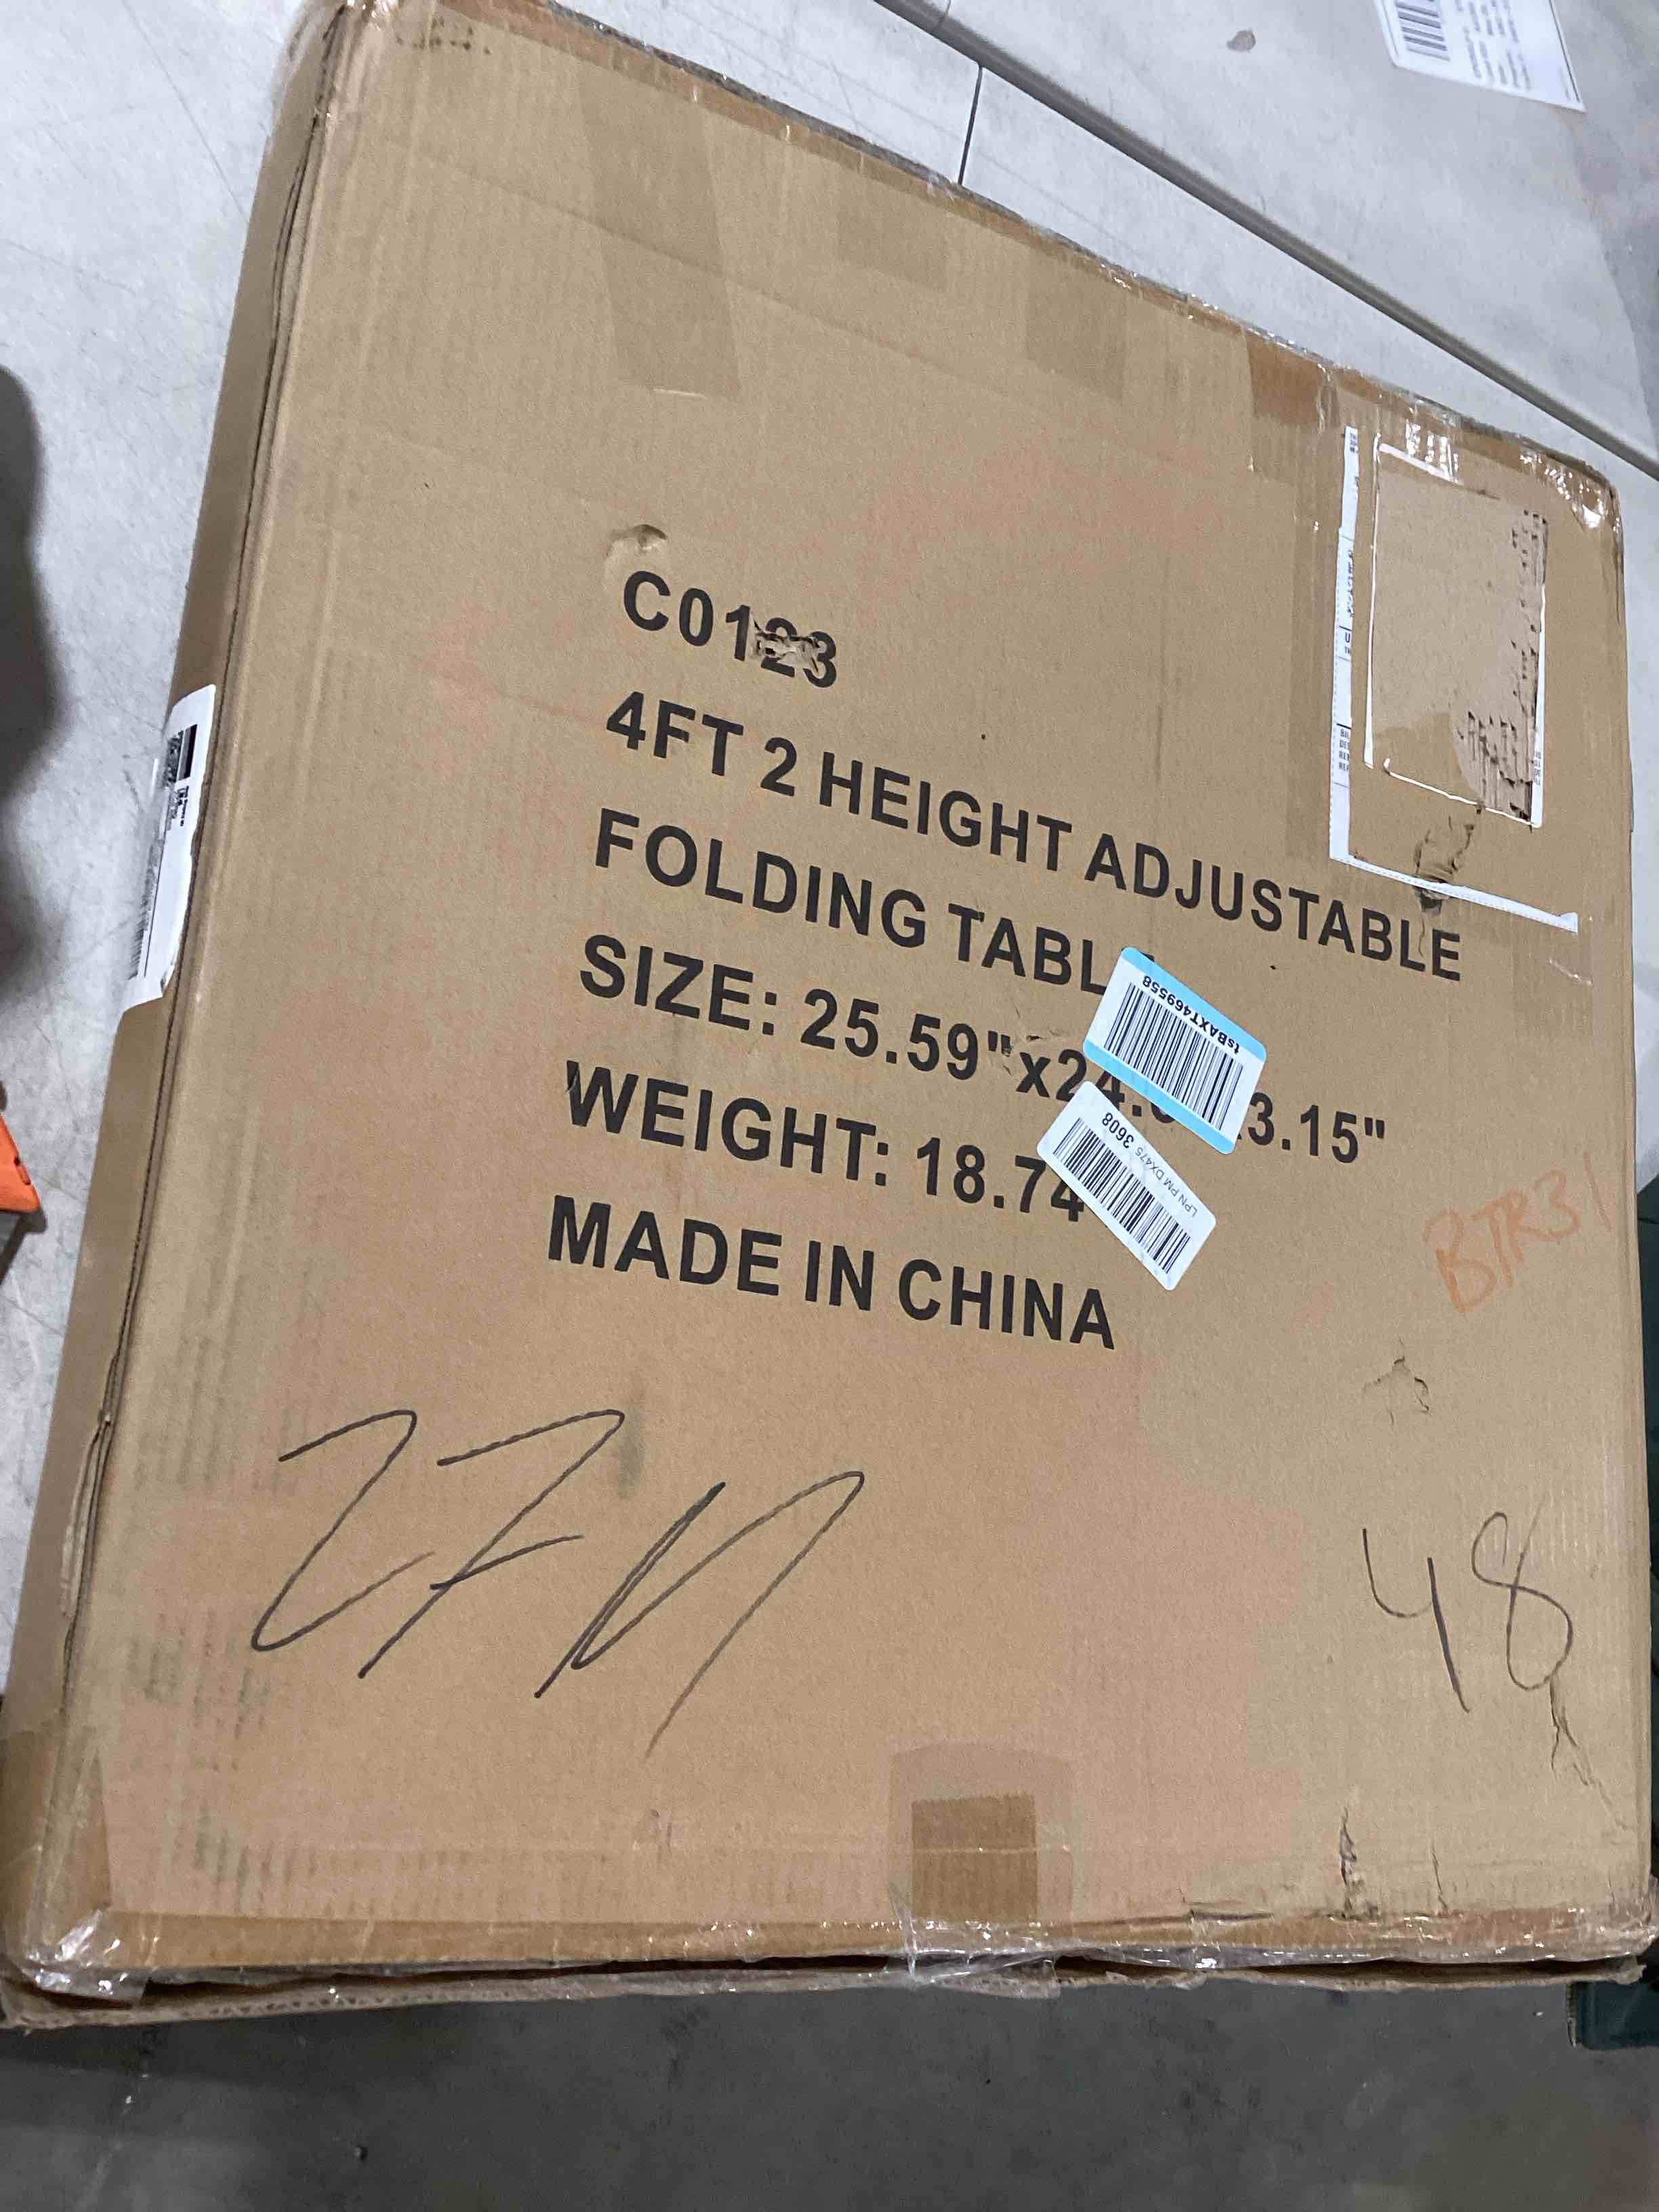 C0123
4FT 2 HEIGHT ADJUSTABLE
FOLDING TABL
SIZE: 25.59"x24. 3.15"
WEIGHT: 18.74
MADE IN CHINA
tsBAXT469558
LPN PM DX475 3608
BTR31
48